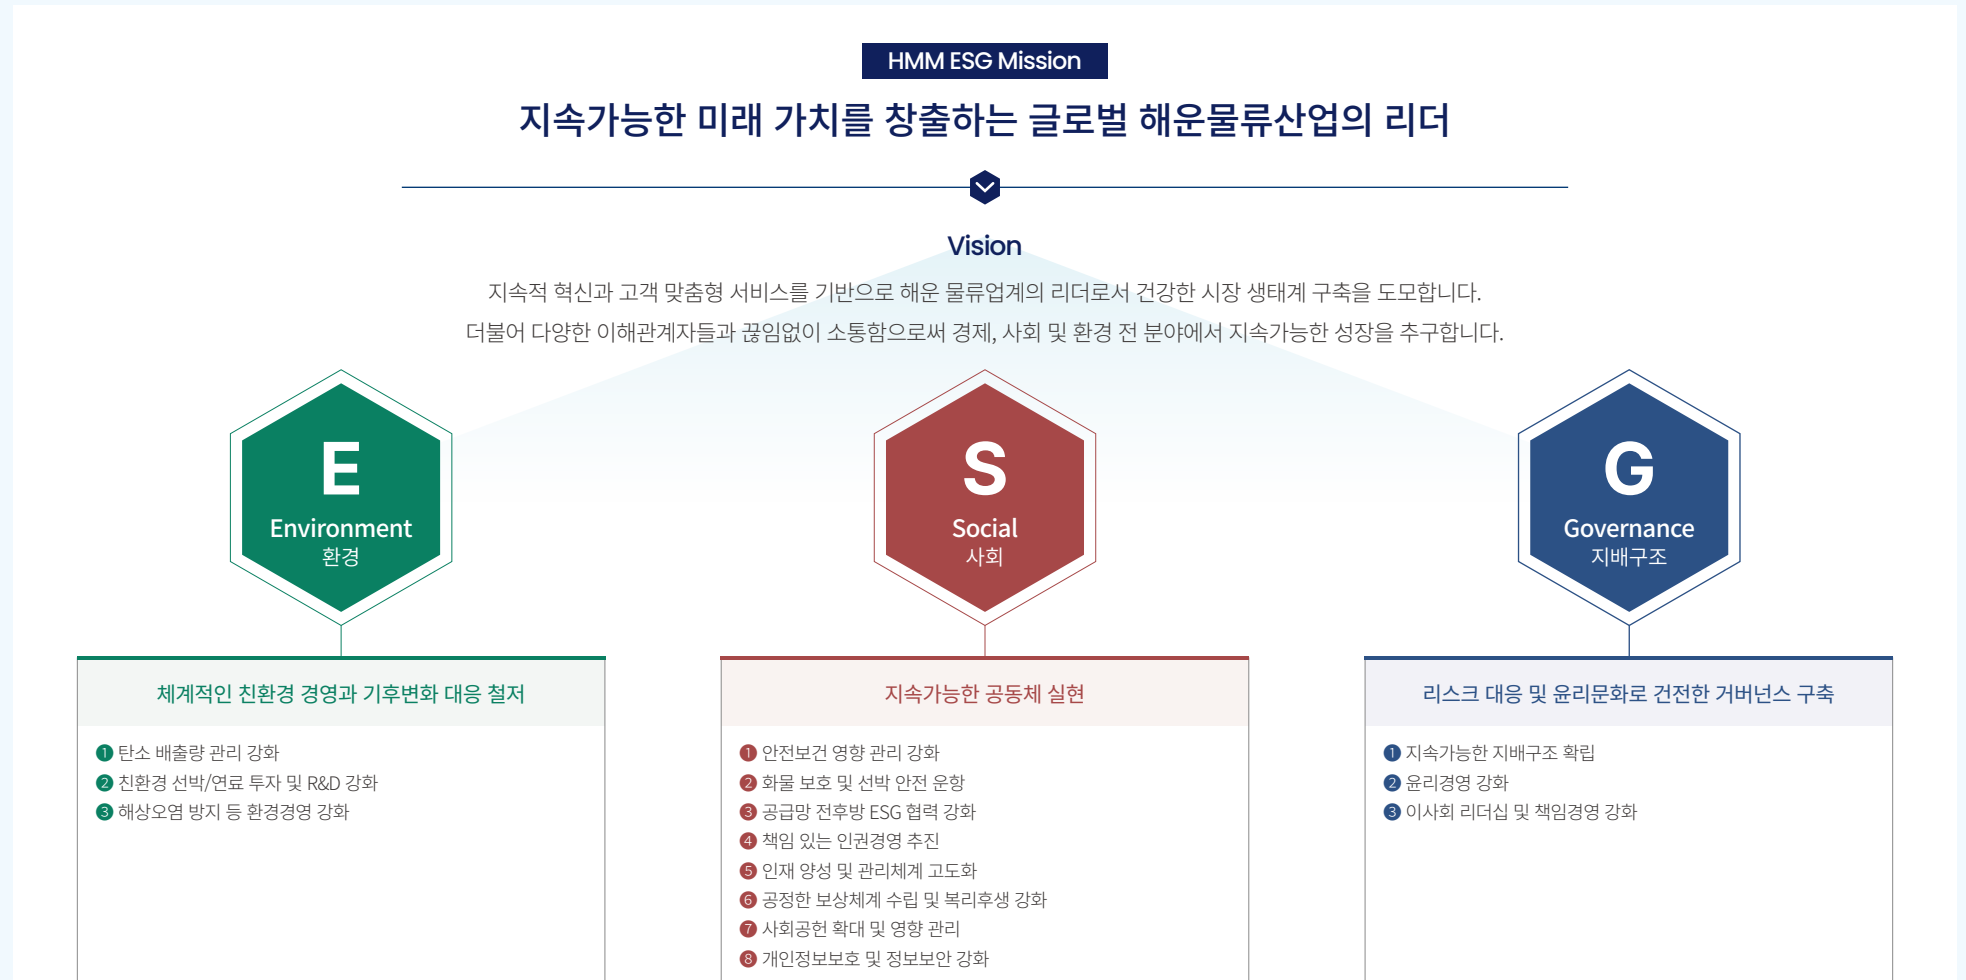 HMM ESG Mission
지속가능한 미래 가치를 창출하는 글로벌 해운물류산업의 리더
Vision
지속적 혁신과 고객 맞춤형 서비스를 기반으로 해운 물류업계의 리더로서 건강한 시장 생태계 구축을 도모합니다.
더불어 다양한 이해관계자들과 끊임없이 소통함으로써 경제, 사회 및 환경 전 분야에서 지속가능한 성장을 추구합니다.
E
Environment
환경
체계적인 친환경 경영과 기후변화 대응 철저
❶ 탄소 배출량 관리 강화
❷ 친환경 선박/연료 투자 및 R&D 강화
❸ 해상오염 방지 등 환경경영 강화
S
Social
사회
지속가능한 공동체 실현
❶ 안전보건 영향 관리 강화
❷ 화물 보호 및 선박 안전 운항
❸ 공급망 전후방 ESG 협력 강화
❹ 책임 있는 인권경영 추진
❺ 인재 양성 및 관리체계 고도화
❻ 공정한 보상체계 수립 및 복리후생 강화
❼ 사회공헌 확대 및 영향 관리
❽ 개인정보보호 및 정보보안 강화
G
Governance
지배구조
리스크 대응 및 윤리문화로 건전한 거버넌스 구축
❶ 지속가능한 지배구조 확립
❷ 윤리경영 강화
❸ 이사회 리더십 및 책임경영 강화